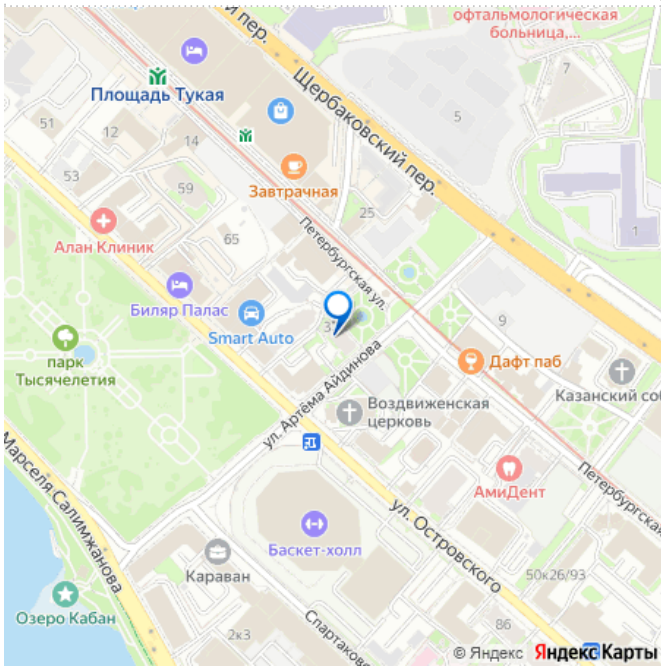 офтальмологическая
больница,...
й пер.
Щербаковский пер.
7
5
Площадь Тукая
51
12
14
53
59
Завтрачная
25
1
65
Алан Клиник
Петербургская ул.
Биляр Палас
Smart Auto
9
парк
Тысячелетия
Дафт паб
Казанский соб
ул. Артёма Айдинова
Воздвиженская
церковь
Марселя Салимжанова
АмиДент
Петербургская
ул. Островского
Баскет-холл
Караван
50к26/93
Озеро Кабан
Спартаковс
2к3
86
© Яндекс Яндекс Карты